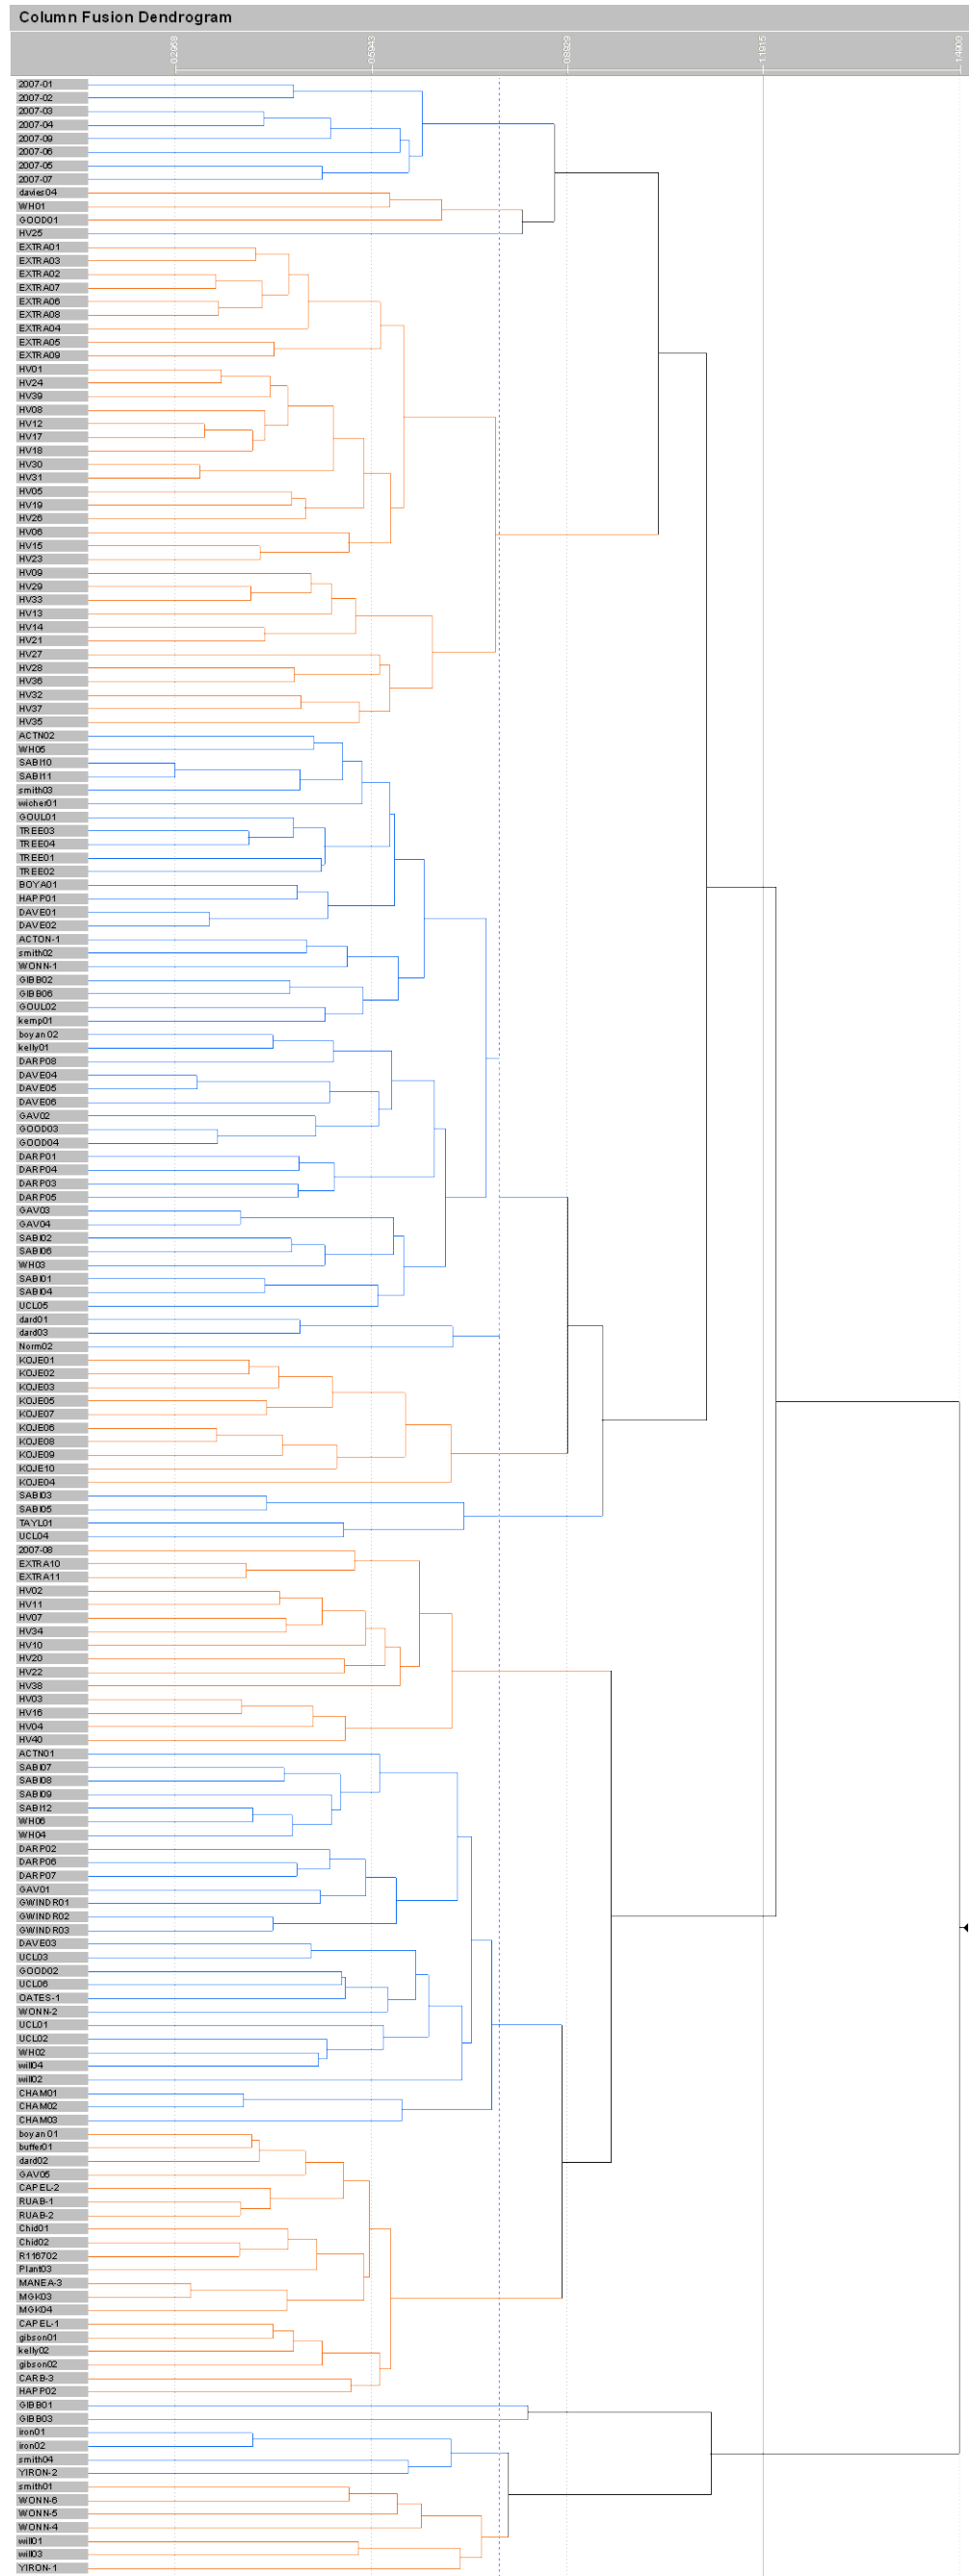 Column Fusion Dendrogram
0.2968 0.5943 0.8929 1.1915 1.4900
2007-01
2007-02
2007-03
2007-04
2007-09
2007-06
2007-05
2007-07
davies04
WH01
GOOD01
HV25
EXTRA01
EXTRA03
EXTRA02
EXTRA07
EXTRA06
EXTRA08
EXTRA04
EXTRA05
EXTRA09
HV01
HV24
HV39
HV08
HV12
HV17
HV18
HV30
HV31
HV05
HV19
HV26
HV06
HV15
HV23
HV09
HV29
HV33
HV13
HV14
HV21
HV27
HV28
HV36
HV32
HV37
HV35
ACTN02
WH05
SABI10
SABI11
smith03
wicher01
GOUL01
TREE03
TREE04
TREE01
TREE02
BOYA01
HAPP01
DAVE01
DAVE02
ACTON-1
smith02
WONN-1
GIBB02
GIBB06
GOUL02
kemp01
boyan02
kelly01
DARP08
DAVE04
DAVE05
DAVE06
GAV02
GOOD03
GOOD04
DARP01
DARP04
DARP03
DARP05
GAV03
GAV04
SABI02
SABI06
WH03
SABI01
SABI04
UCL05
dard01
dard03
Norm02
KOJE01
KOJE02
KOJE03
KOJE05
KOJE07
KOJE06
KOJE08
KOJE09
KOJE10
KOJE04
SABI03
SABI05
TAYL01
UCL04
2007-08
EXTRA10
EXTRA11
HV02
HV11
HV07
HV34
HV10
HV20
HV22
HV38
HV03
HV16
HV04
HV40
ACTN01
SABI07
SABI08
SABI09
SABI12
WH06
WH04
DARP02
DARP06
DARP07
GAV01
GWINDR01
GWINDR02
GWINDR03
DAVE03
UCL03
GOOD02
UCL06
OATES-1
WONN-2
UCL01
UCL02
WH02
will04
will02
CHAM01
CHAM02
CHAM03
boyan01
buffer01
dard02
GAV05
CAPEL-2
RUAB-1
RUAB-2
Chid01
Chid02
R116702
Plant03
MANEA-3
MGK03
MGK04
CAPEL-1
gibson01
kelly02
gibson02
CARB-3
HAPP02
GIBB01
GIBB03
iron01
iron02
smith04
YIRON-2
smith01
WONN-6
WONN-5
WONN-4
will01
will03
YIRON-1